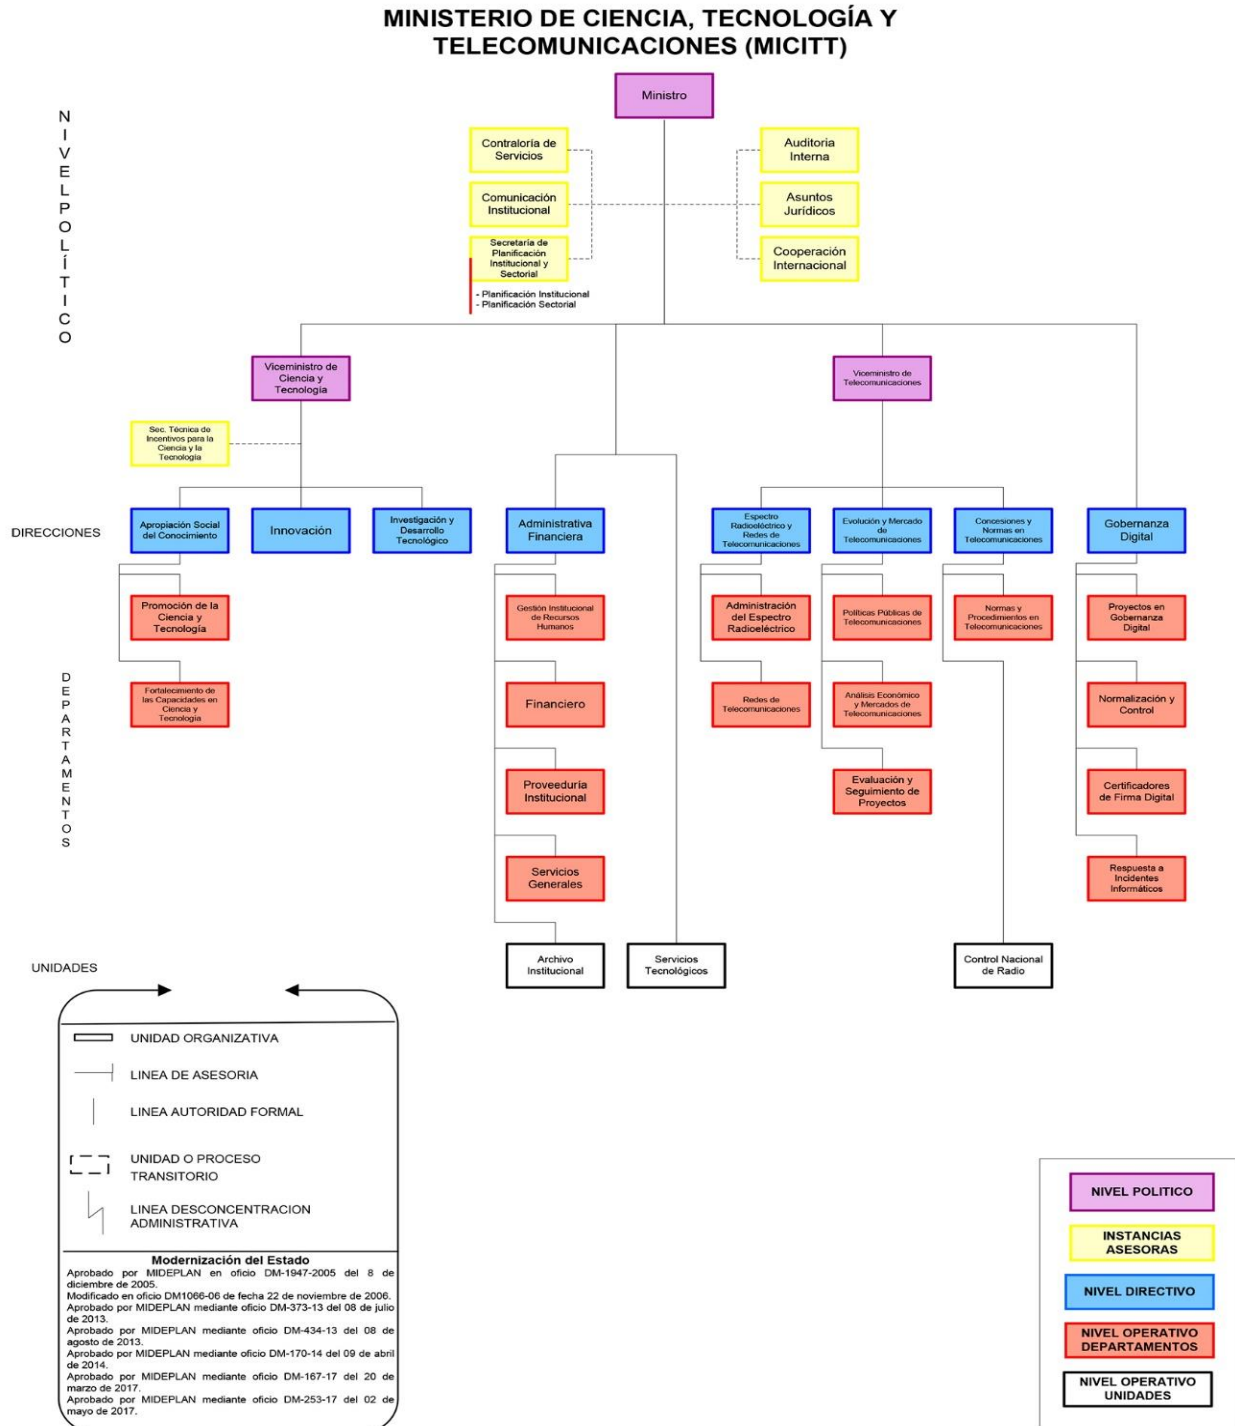 MINISTERIO DE CIENCIA, TECNOLOGÍA Y
TELECOMUNICACIONES (MICITT)
NIVEL POLÍTICO
Ministro
Contraloría de
Servicios
Auditoria
Interna
Comunicación
Institucional
Asuntos
Jurídicos
Secretaría de
Planificación
Institucional y
Sectorial
Cooperación
Internacional
- Planificación Institucional
- Planificación Sectorial
Viceministro de
Ciencia y
Tecnología
Viceministro de
Telecomunicaciones
Sec. Técnica de
Incentivos para la
Ciencia y la
Tecnología
DIRECCIONES
Apropiación Social
del Conocimiento
Innovación
Investigación y
Desarrollo
Tecnológico
Administrativa
Financiera
Espectro
Radioeléctrico y
Redes de
Telecomunicaciones
Evolución y Mercado
de
Telecomunicaciones
Concesiones y
Normas en
Telecomunicaciones
Gobernanza
Digital
DEPARTAMENTOS
Promoción de la
Ciencia y
Tecnología
Gestión Institucional
de Recursos
Humanos
Administración
del Espectro
Radioeléctrico
Políticas Públicas de
Telecomunicaciones
Normas y
Procedimientos en
Telecomunicaciones
Proyectos en
Gobernanza
Digital
Fortalecimiento de
las Capacidades en
Ciencia y
Tecnología
Financiero
Redes de
Telecomunicaciones
Análisis Económico
y Mercados de
Telecomunicaciones
Normalización y
Control
Proveeduría
Institucional
Evaluación y
Seguimiento de
Proyectos
Certificadores
de Firma Digital
Servicios
Generales
Respuesta a
Incidentes
Informáticos
Archivo
Institucional
Servicios
Tecnológicos
Control Nacional
de Radio
UNIDADES
UNIDAD ORGANIZATIVA
LINEA DE ASESORIA
LINEA AUTORIDAD FORMAL
UNIDAD O PROCESO
TRANSITORIO
LINEA DESCONCENTRACION
ADMINISTRATIVA
Modernización del Estado
Aprobado por MIDEPLAN en oficio DM-1947-2005 del 8 de
diciembre de 2005.
Modificado en oficio DM1066-06 de fecha 22 de noviembre de 2006.
Aprobado por MIDEPLAN mediante oficio DM-373-13 del 08 de julio
de 2013.
Aprobado por MIDEPLAN mediante oficio DM-434-13 del 08 de
agosto de 2013.
Aprobado por MIDEPLAN mediante oficio DM-170-14 del 09 de abril
de 2014.
Aprobado por MIDEPLAN mediante oficio DM-167-17 del 20 de
marzo de 2017.
Aprobado por MIDEPLAN mediante oficio DM-253-17 del 02 de
mayo de 2017.
NIVEL POLITICO
INSTANCIAS
ASESORAS
NIVEL DIRECTIVO
NIVEL OPERATIVO
DEPARTAMENTOS
NIVEL OPERATIVO
UNIDADES